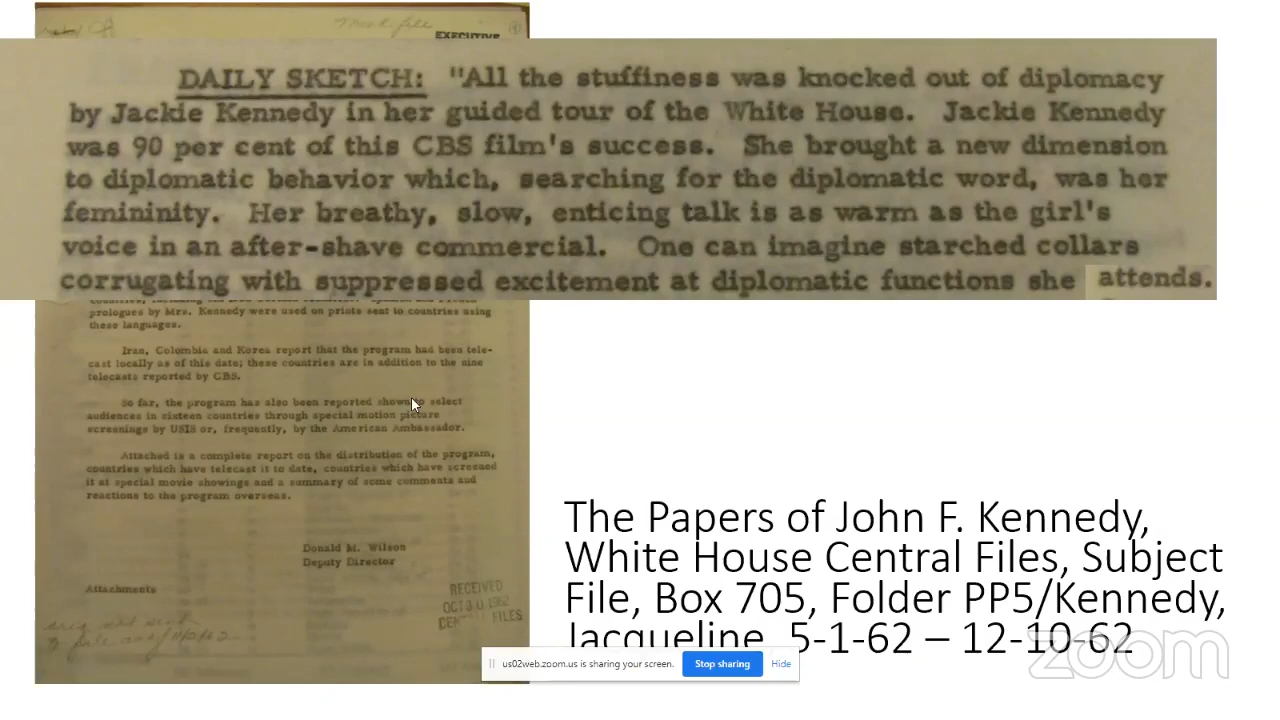 EXECUTIVE
DAILY SKETCH: "All the stuffiness was knocked out of diplomacy
by Jackie Kennedy in her guided tour of the White House. Jackie Kennedy
was 90 per cent of this CBS film's success. She brought a new dimension
to diplomatic behavior which, searching for the diplomatic word, was her
femininity. Her breathy, slow, enticing talk is as warm as the girl's
voice in an after-shave commercial. One can imagine starched collars
corrugating with suppressed excitement at diplomatic functions she attends.
prologues by Mrs. Kennedy were used on prints sent to countries using
these languages.
Iran, Colombia and Korea report that the program had been tele-
cast locally as of this date; these countries are in addition to the nine
telecasts reported by CBS.
So far, the program has also been reported shown to select
audiences in sixteen countries through special motion picture
screenings by USIS or, frequently, by the American Ambassador.
Attached is a complete report on the distribution of the program,
countries which have telecast it to date, countries which have screened
it at special movie showings and a summary of some comments and
reactions to the program overseas.
Donald M. Wilson
Deputy Director
Attachments
RECEIVED
OCT 30 1962
CENTRAL FILES
The Papers of John F. Kennedy,
White House Central Files, Subject
File, Box 705, Folder PP5/Kennedy,
Jacqueline, 5-1-62 – 12-10-62
us02web.zoom.us is sharing your screen.
Stop sharing
Hide
zoom